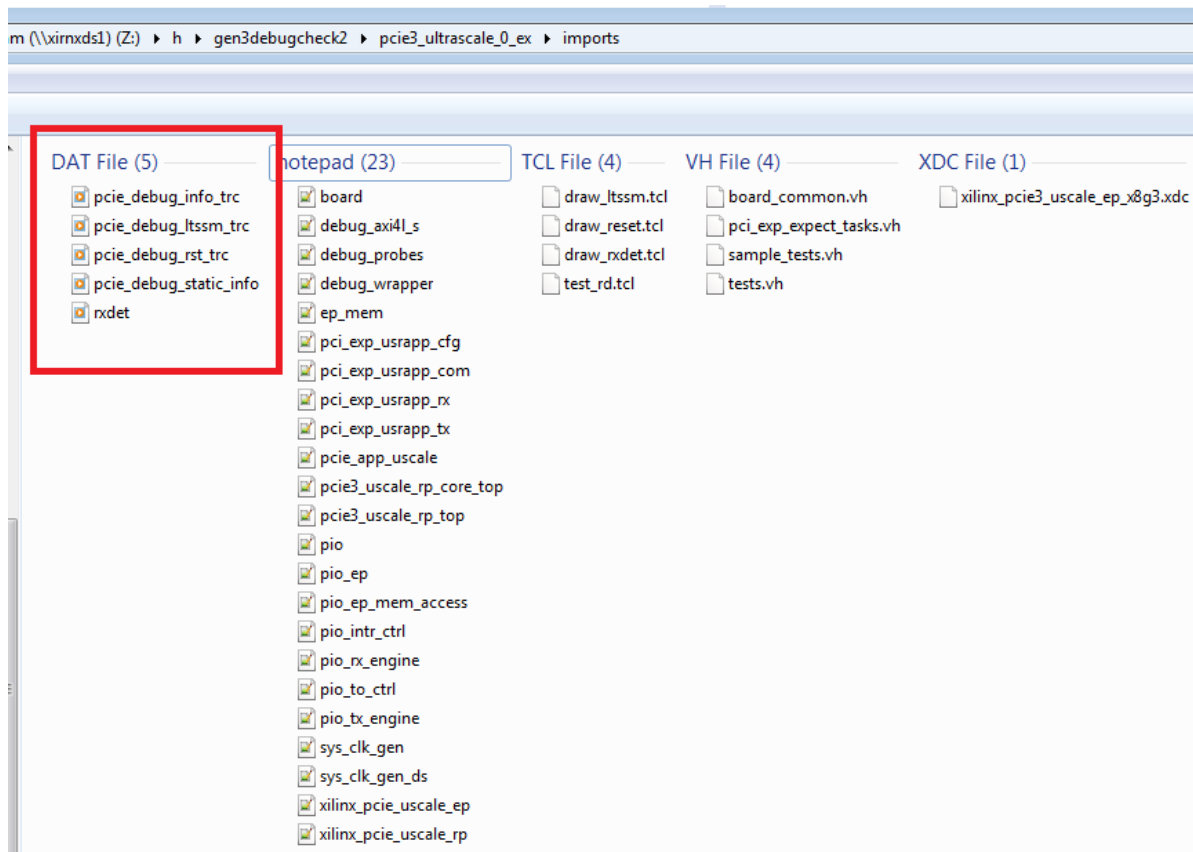 m (\\xirnxds1) (Z:) ▸ h ▸ gen3debugcheck2 ▸ pcie3_ultrascale_0_ex ▸ imports
DAT File (5)
pcie_debug_info_trc
pcie_debug_ltssm_trc
pcie_debug_rst_trc
pcie_debug_static_info
rxdet
notepad (23)
board
debug_axi4l_s
debug_probes
debug_wrapper
ep_mem
pci_exp_usrapp_cfg
pci_exp_usrapp_com
pci_exp_usrapp_rx
pci_exp_usrapp_tx
pcie_app_uscale
pcie3_uscale_rp_core_top
pcie3_uscale_rp_top
pio
pio_ep
pio_ep_mem_access
pio_intr_ctrl
pio_rx_engine
pio_to_ctrl
pio_tx_engine
sys_clk_gen
sys_clk_gen_ds
xilinx_pcie_uscale_ep
xilinx_pcie_uscale_rp
TCL File (4)
draw_ltssm.tcl
draw_reset.tcl
draw_rxdet.tcl
test_rd.tcl
VH File (4)
board_common.vh
pci_exp_expect_tasks.vh
sample_tests.vh
tests.vh
XDC File (1)
xilinx_pcie3_uscale_ep_x8g3.xdc